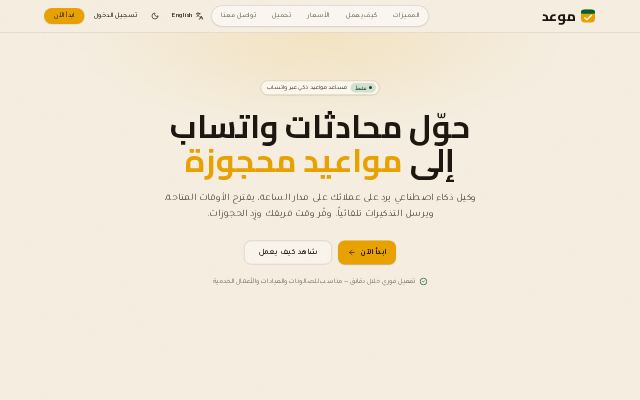 موعد
المميزات
كيف يعمل
الأسعار
تحميل
تواصل معنا
English
تسجيل الدخول
ابدأ الآن
مساعد مواعيد ذكي عبر واتساب
حوّل محادثات واتساب
إلى مواعيد محجوزة
وكيل ذكاء اصطناعي يرد على عملائك على مدار الساعة، يقترح الأوقات المتاحة،
ويرسل التذكيرات تلقائياً. وفّر وقت فريقك وزِد الحجوزات.
ابدأ الآن ←
شاهد كيف يعمل
تفعيل فوري خلال دقائق – مناسب للصالونات والعيادات والأعمال الخدمية